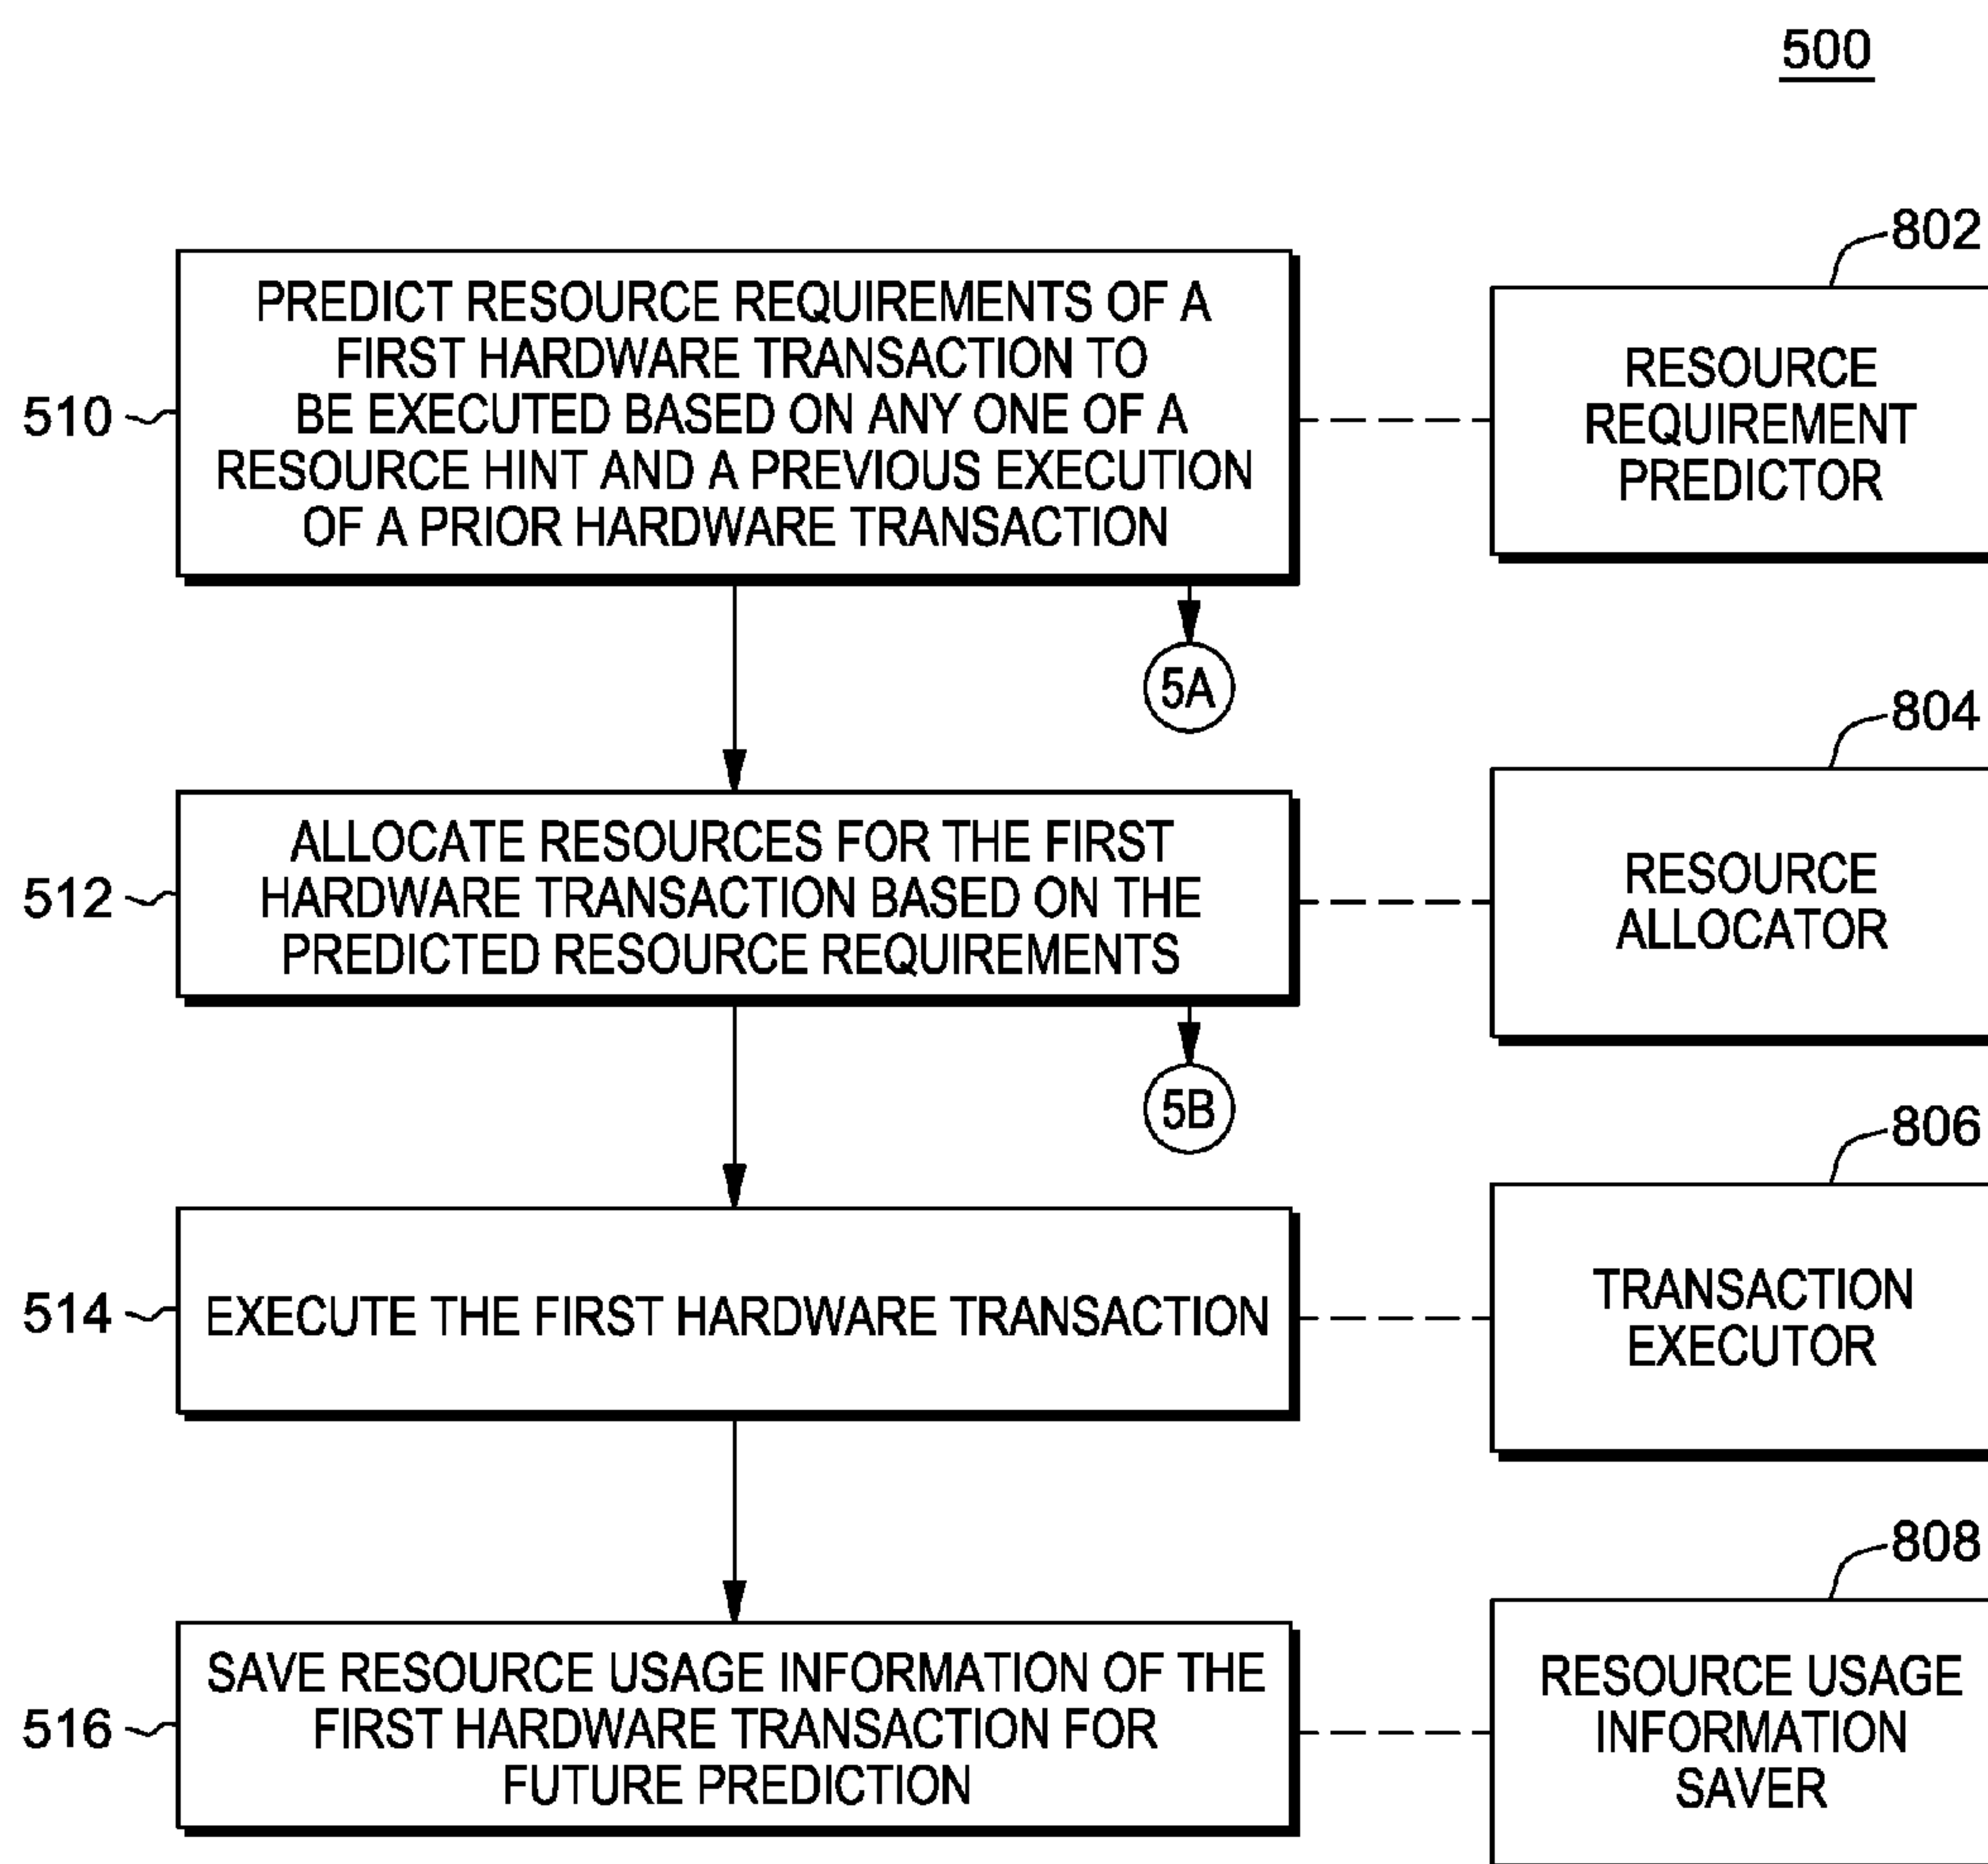 500
802
PREDICT RESOURCE REQUIREMENTS OF A
FIRST HARDWARE TRANSACTION TO
BE EXECUTED BASED ON ANY ONE OF A
RESOURCE HINT AND A PREVIOUS EXECUTION
OF A PRIOR HARDWARE TRANSACTION
510
RESOURCE
REQUIREMENT
PREDICTOR
5A
804
ALLOCATE RESOURCES FOR THE FIRST
HARDWARE TRANSACTION BASED ON THE
PREDICTED RESOURCE REQUIREMENTS
512
RESOURCE
ALLOCATOR
5B
806
514
EXECUTE THE FIRST HARDWARE TRANSACTION
TRANSACTION
EXECUTOR
808
SAVE RESOURCE USAGE INFORMATION OF THE
FIRST HARDWARE TRANSACTION FOR
FUTURE PREDICTION
516
RESOURCE USAGE
INFORMATION
SAVER